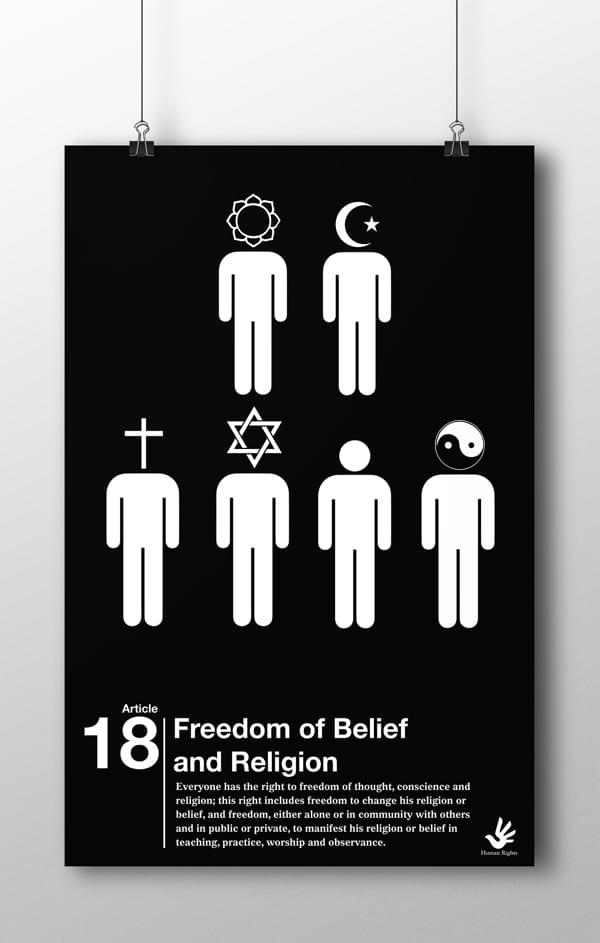 Article
18
Freedom of Belief
and Religion
Everyone has the right to freedom of thought, conscience and
religion; this right includes freedom to change his religion or
belief, and freedom, either alone or in community with others
and in public or private, to manifest his religion or belief in
teaching, practice, worship and observance.
Human Rights